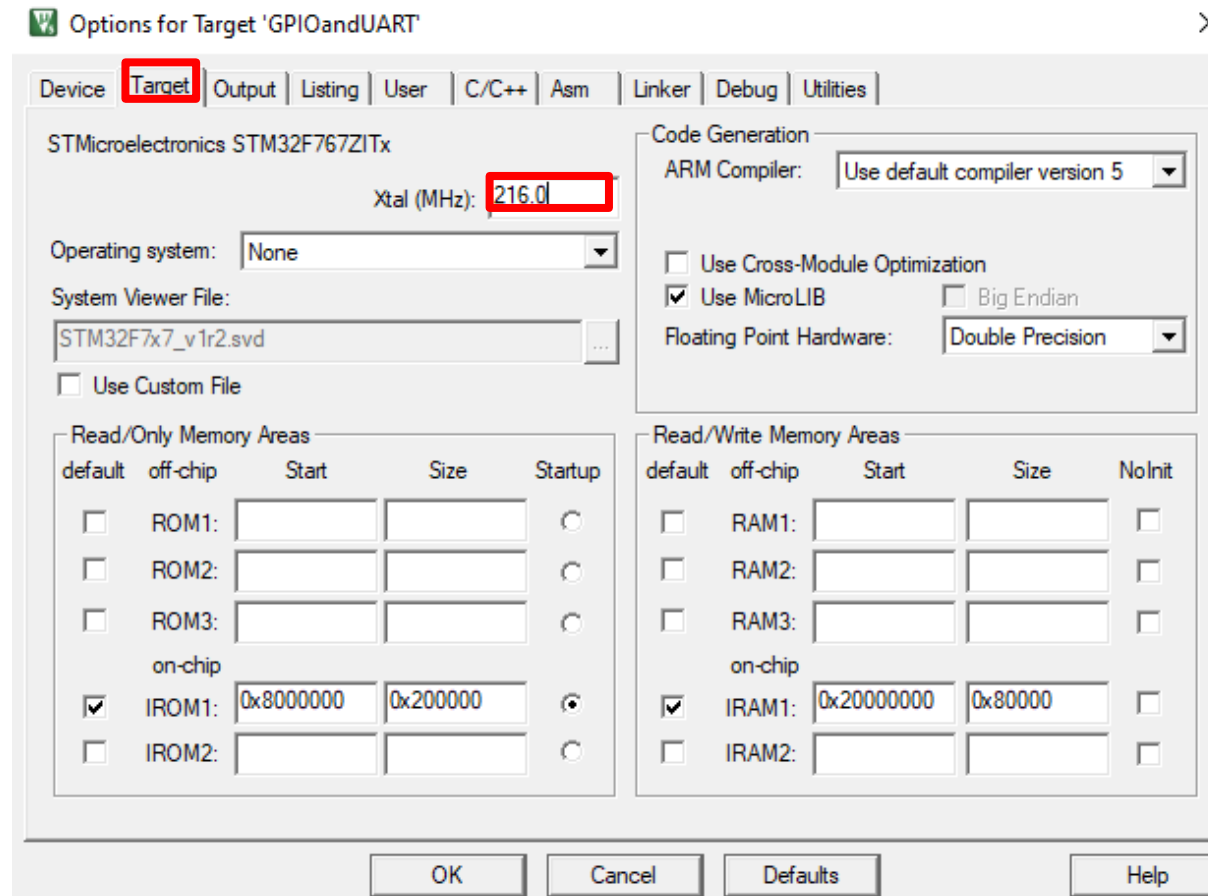 Options for Target 'GPIOandUART'
Device Target Output Listing User C/C++ Asm Linker Debug Utilities
STMicroelectronics STM32F767ZITx
Xtal (MHz): 216.0
Operating system: None
System Viewer File:
STM32F7x7_v1r2.svd ...
Use Custom File
Code Generation
ARM Compiler: Use default compiler version 5
Use Cross-Module Optimization
Use MicroLIB Big Endian
Floating Point Hardware: Double Precision
Read/Only Memory Areas
default off-chip Start Size Startup
ROM1:
ROM2:
ROM3:
on-chip
IROM1: 0x8000000 0x200000
IROM2:
Read/Write Memory Areas
default off-chip Start Size NoInit
RAM1:
RAM2:
RAM3:
on-chip
IRAM1: 0x20000000 0x80000
IRAM2:
OK Cancel Defaults Help